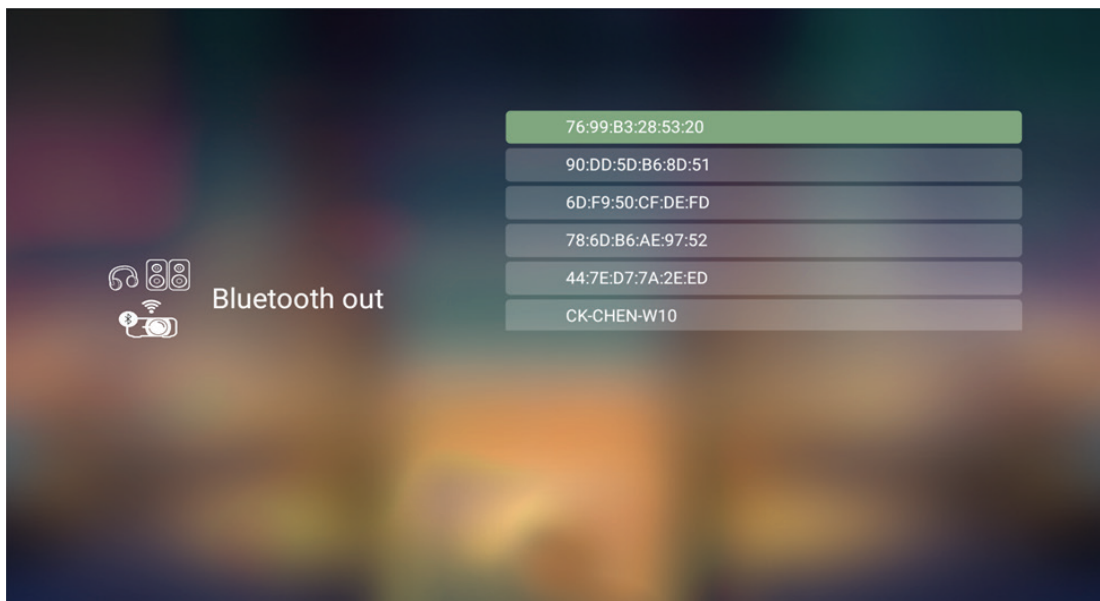 76:99:B3:28:53:20
90:DD:5D:B6:8D:51
6D:F9:50:CF:DE:FD
78:6D:B6:AE:97:52
44:7E:D7:7A:2E:ED
CK-CHEN-W10
Bluetooth out